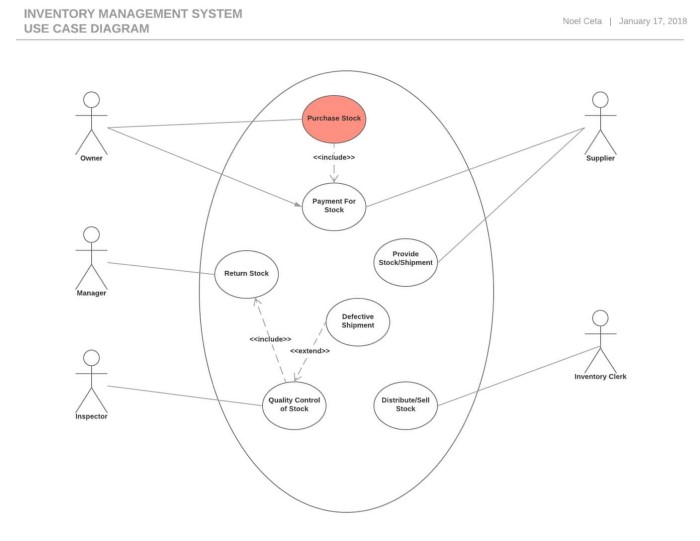 INVENTORY MANAGEMENT SYSTEM
USE CASE DIAGRAM
Noel Ceta | January 17, 2018
Purchase Stock
<<include>>
Owner
Supplier
Payment For
Stock
Provide
Stock/Shipment
Return Stock
Manager
Defective
Shipment
<<include>>
<<extend>>
Inventory Clerk
Quality Control
of Stock
Distribute/Sell
Stock
Inspector